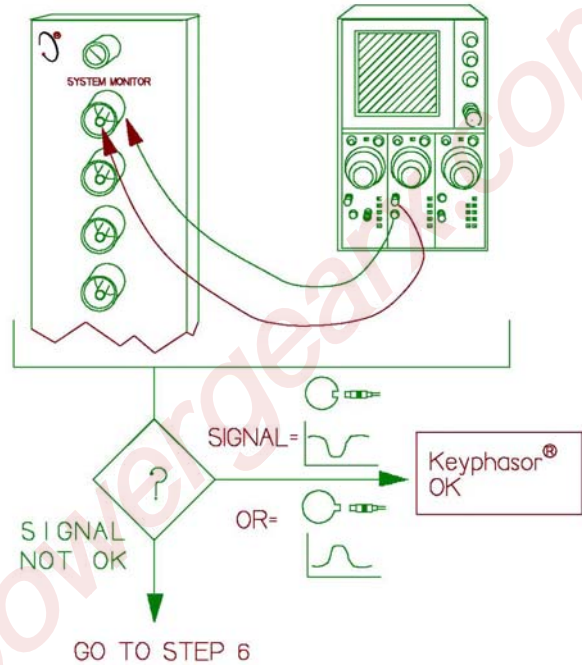 SYSTEM MONITOR
SIGNAL=
Keyphasor®
OK
?
OR=
SIGNAL
NOT OK
GO TO STEP 6
powergearx.com